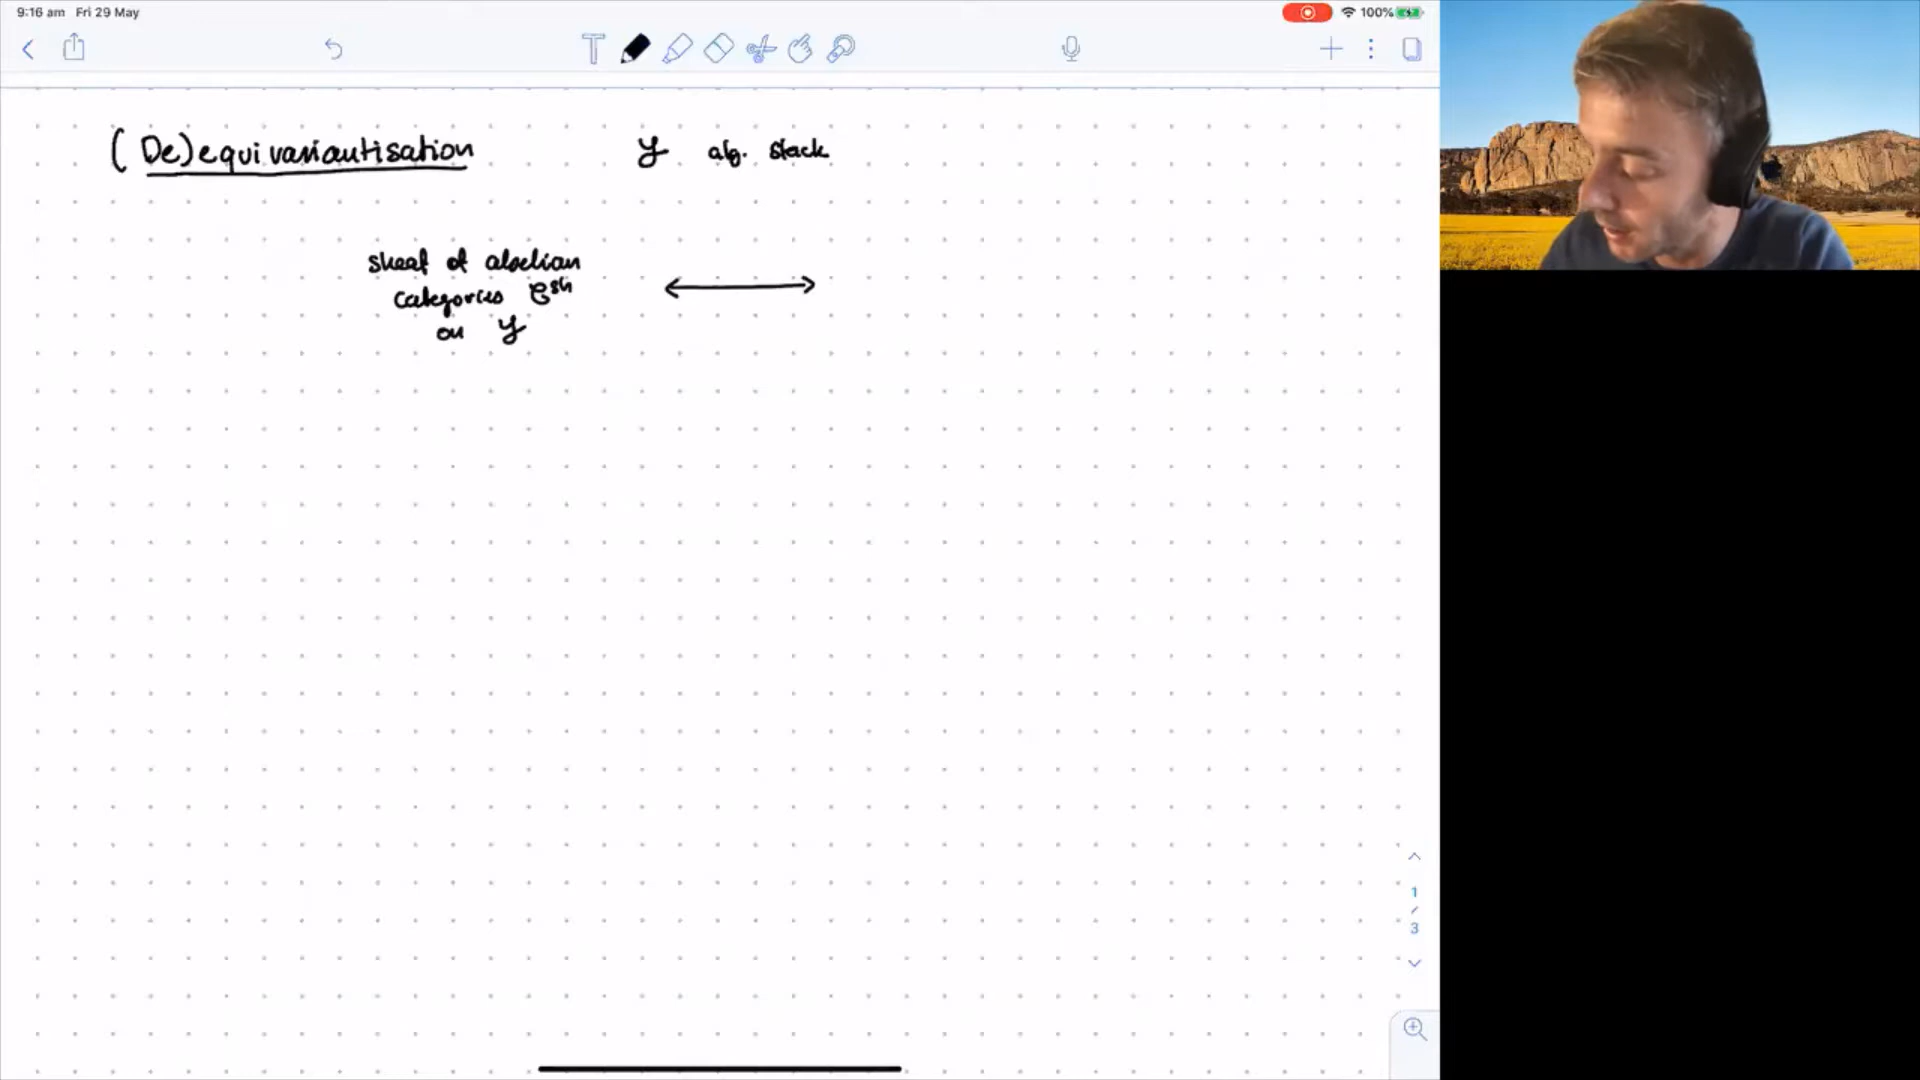 9:16 am Fri 29 May
100%
T
(De)equivariantisation
𝒴 alg. stack
sheaf of abelian
categories 𝒞^sh
on 𝒴
1
/
3